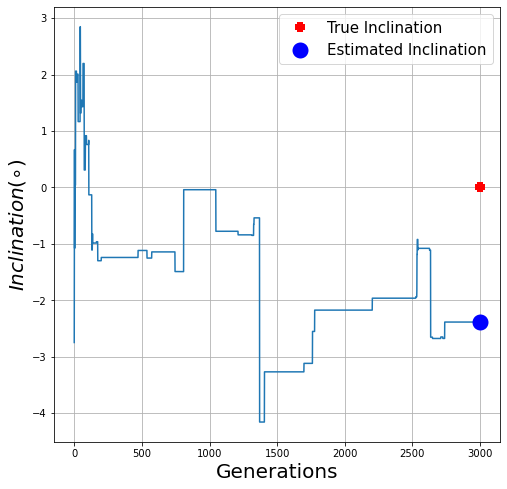 True Inclination
Estimated Inclination
3
2
1
0
−1
−2
−3
−4
Inclination(∘)
0 500 1000 1500 2000 2500 3000
Generations